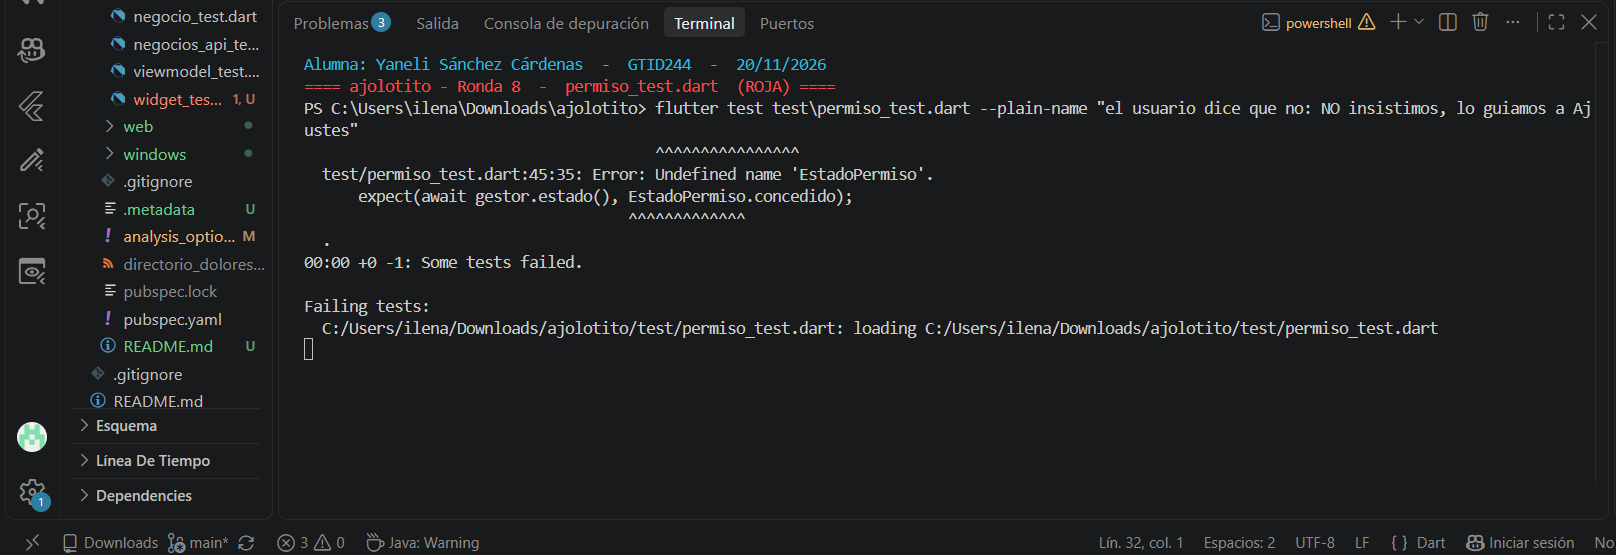 negocio_test.dart
negocios_api_te...
viewmodel_test....
widget_tes... 1, U
web
windows
.gitignore
.metadata U
analysis_optio... M
directorio_dolores...
pubspec.lock
pubspec.yaml
README.md U
.gitignore
README.md
Esquema
Línea De Tiempo
Dependencies
1
Problemas 3 Salida Consola de depuración Terminal Puertos
powershell
Alumna: Yaneli Sánchez Cárdenas - GTID244 - 20/11/2026
==== ajolotito - Ronda 8 - permiso_test.dart (ROJA) ====
PS C:\Users\ilena\Downloads\ajolotito> flutter test test\permiso_test.dart --plain-name "el usuario dice que no: NO insistimos, lo guiamos a Aj
ustes"
^^^^^^^^^^^^^^^^
test/permiso_test.dart:45:35: Error: Undefined name 'EstadoPermiso'.
expect(await gestor.estado(), EstadoPermiso.concedido);
^^^^^^^^^^^^^
.
00:00 +0 -1: Some tests failed.
Failing tests:
C:/Users/ilena/Downloads/ajolotito/test/permiso_test.dart: loading C:/Users/ilena/Downloads/ajolotito/test/permiso_test.dart
Downloads main* 3 0 Java: Warning Lín. 32, col. 1 Espacios: 2 UTF-8 LF { } Dart Iniciar sesión No